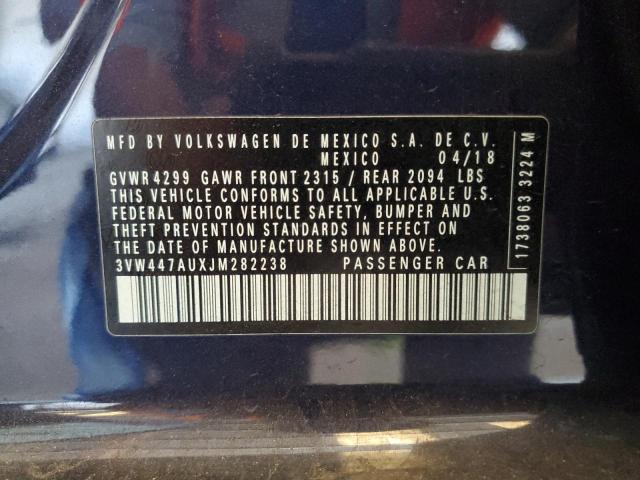 MFD BY VOLKSWAGEN DE MEXICO S.A. DE C.V.
MEXICO 04/18
GVWR 4299 GAWR FRONT 2315 / REAR 2094 LBS
THIS VEHICLE CONFORMS TO ALL APPLICABLE U.S.
FEDERAL MOTOR VEHICLE SAFETY, BUMPER AND
THEFT PREVENTION STANDARDS IN EFFECT ON
THE DATE OF MANUFACTURE SHOWN ABOVE.
3VW447AUXJM282238 PASSENGER CAR
1738063 3224 M